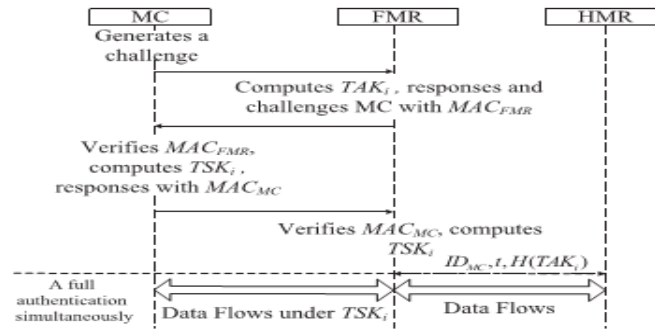 MC FMR HMR
Generates a
challenge
Computes TAK_i , responses and
challenges MC with MAC_FMR
Verifies MAC_FMR,
computes TSK_i ,
responses with MAC_MC
Verifies MAC_MC, computes
TSK_i
ID_MC, t, H(TAK_i)
A full
authentication
simultaneously
Data Flows under TSK_i
Data Flows